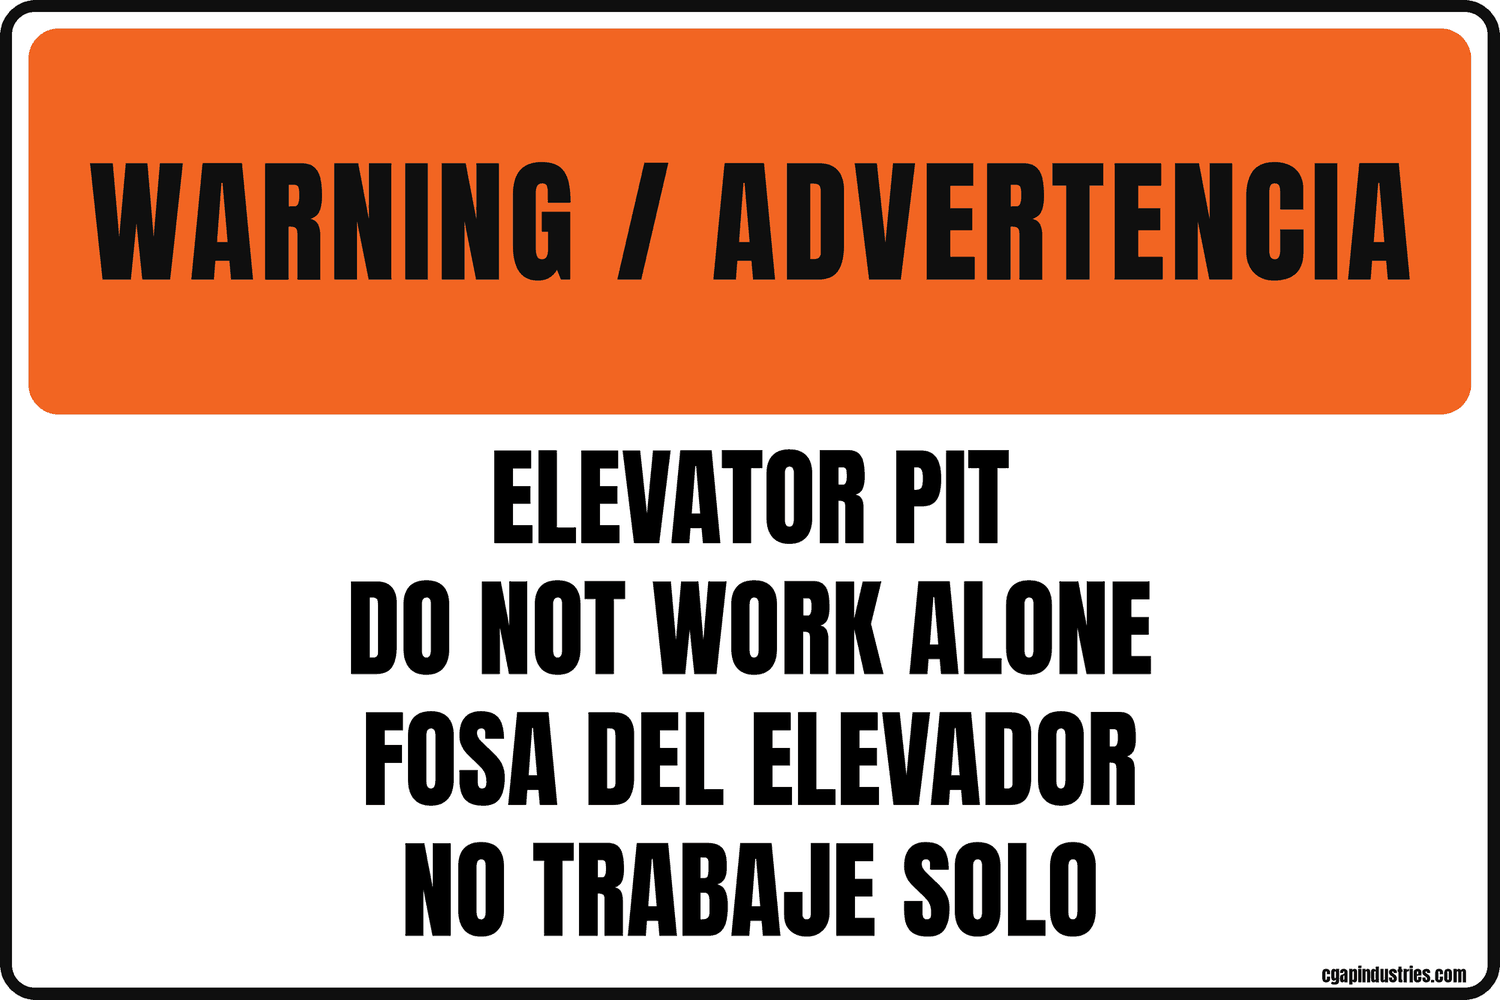 WARNING / ADVERTENCIA
ELEVATOR PIT
DO NOT WORK ALONE
FOSA DEL ELEVADOR
NO TRABAJE SOLO
cgapindustries.com